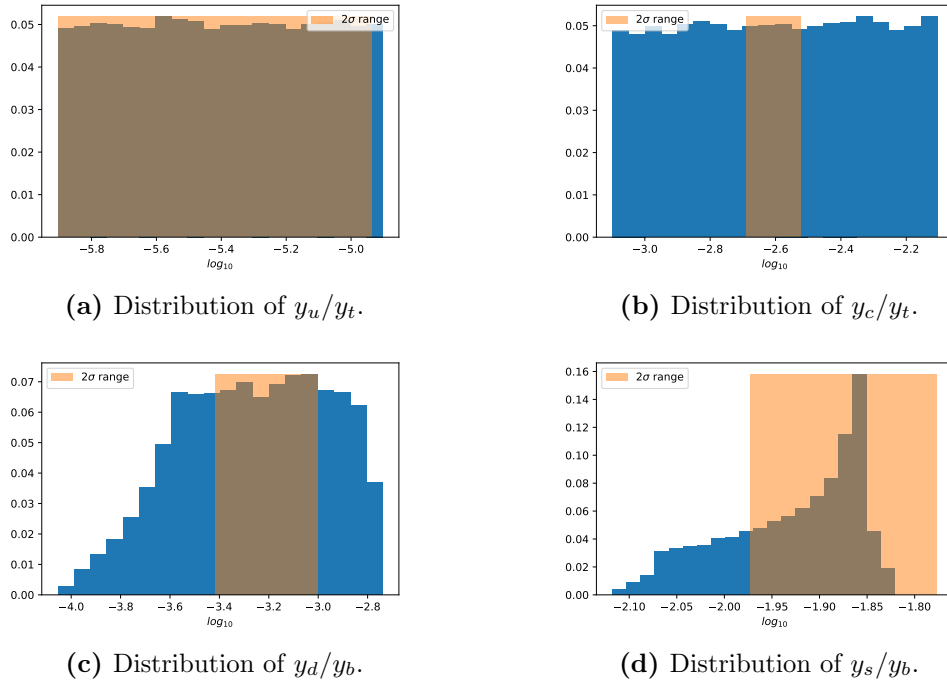 0.05
0.04
0.03
0.02
0.01
0.00
2σ range
−5.8 −5.6 −5.4 −5.2 −5.0
log10
(a) Distribution of yu/yt.
0.05
0.04
0.03
0.02
0.01
0.00
2σ range
−3.0 −2.8 −2.6 −2.4 −2.2
log10
(b) Distribution of yc/yt.
0.07
0.06
0.05
0.04
0.03
0.02
0.01
0.00
2σ range
−4.0 −3.8 −3.6 −3.4 −3.2 −3.0 −2.8
log10
(c) Distribution of yd/yb.
0.16
0.14
0.12
0.10
0.08
0.06
0.04
0.02
0.00
2σ range
−2.10 −2.05 −2.00 −1.95 −1.90 −1.85 −1.80
log10
(d) Distribution of ys/yb.